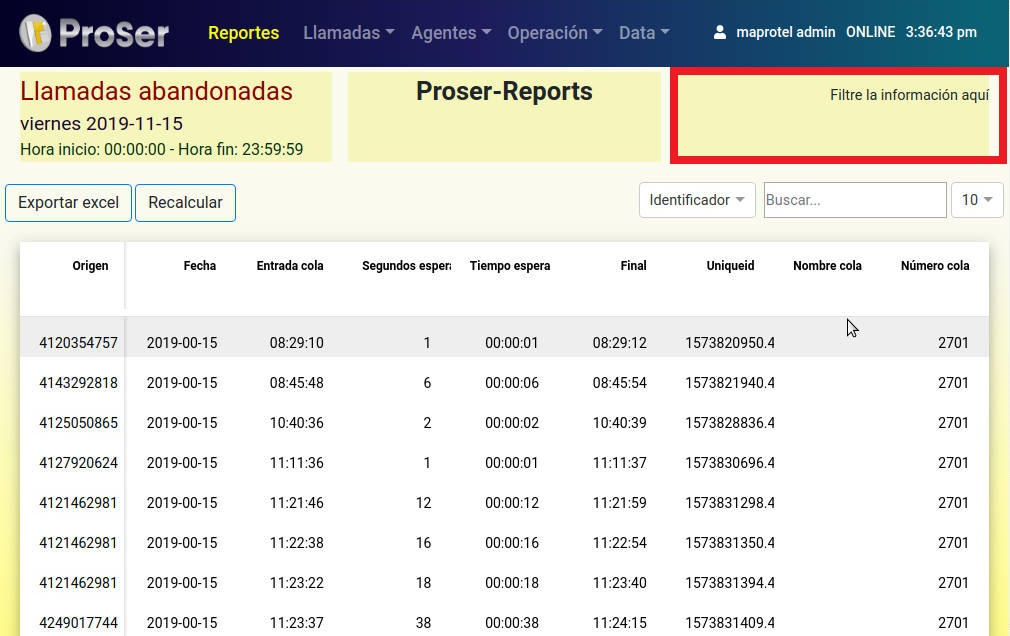 ProSer Reportes Llamadas Agentes Operación Data maprotel admin ONLINE 3:36:43 pm
Llamadas abandonadas
viernes 2019-11-15
Hora inicio: 00:00:00 - Hora fin: 23:59:59
Proser-Reports
Filtre la información aquí
Exportar excel Recalcular Identificador Buscar... 10
Origen Fecha Entrada cola Segundos espera Tiempo espera Final Uniqueid Nombre cola Número cola
4120354757 2019-00-15 08:29:10 1 00:00:01 08:29:12 1573820950.4 2701
4143292818 2019-00-15 08:45:48 6 00:00:06 08:45:54 1573821940.4 2701
4125050865 2019-00-15 10:40:36 2 00:00:02 10:40:39 1573828836.4 2701
4127920624 2019-00-15 11:11:36 1 00:00:01 11:11:37 1573830696.4 2701
4121462981 2019-00-15 11:21:46 12 00:00:12 11:21:59 1573831298.4 2701
4121462981 2019-00-15 11:22:38 16 00:00:16 11:22:54 1573831350.4 2701
4121462981 2019-00-15 11:23:22 18 00:00:18 11:23:40 1573831394.4 2701
4249017744 2019-00-15 11:23:37 38 00:00:38 11:24:15 1573831409.4 2701